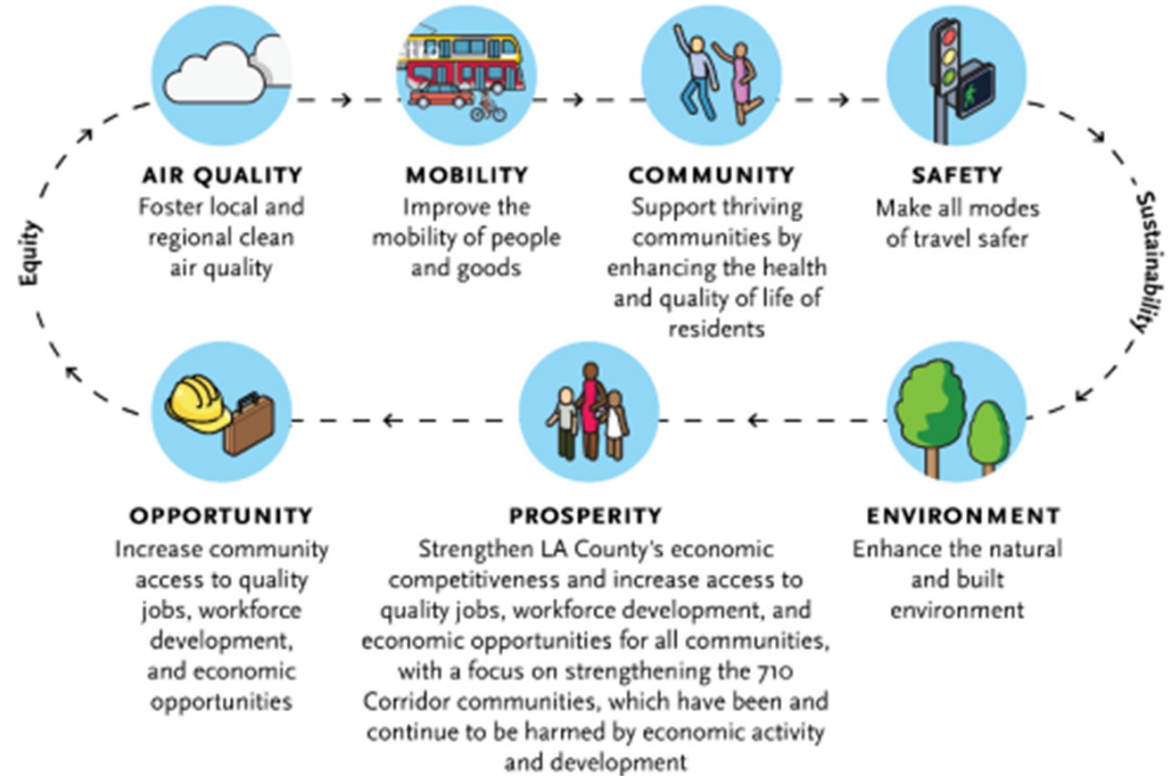 AIR QUALITY
Foster local and
regional clean
air quality
MOBILITY
Improve the
mobility of people
and goods
COMMUNITY
Support thriving
communities by
enhancing the health
and quality of life of
residents
SAFETY
Make all modes
of travel safer
Sustainability
ENVIRONMENT
Enhance the natural
and built
environment
PROSPERITY
Strengthen LA County's economic
competitiveness and increase access to
quality jobs, workforce development, and
economic opportunities for all communities,
with a focus on strengthening the 710
Corridor communities, which have been and
continue to be harmed by economic activity
and development
OPPORTUNITY
Increase community
access to quality
jobs, workforce
development,
and economic
opportunities
Equity